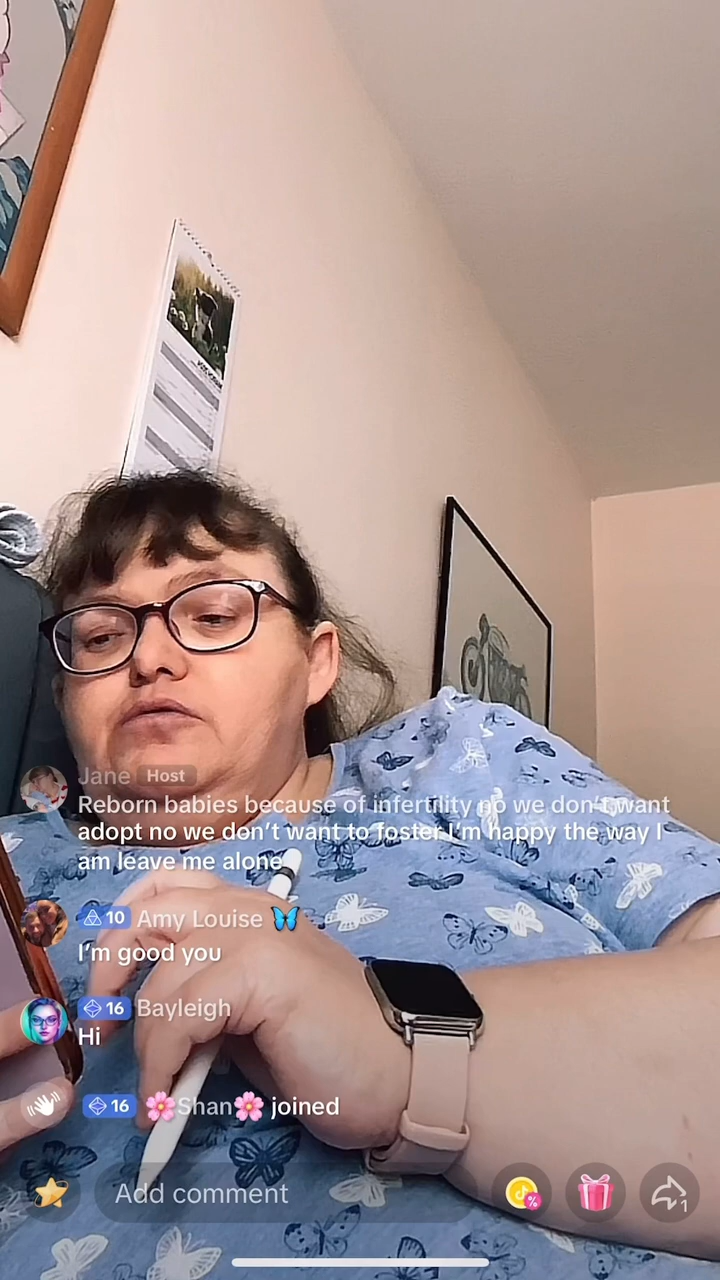 Jane Host
Reborn babies because of infertility no we don't want
adopt no we don't want to foster I'm happy the way I
am leave me alone
10 Amy Louise 🦋
I'm good you
16 Bayleigh
Hi
16 🌸Shan🌸 joined
Add comment
1